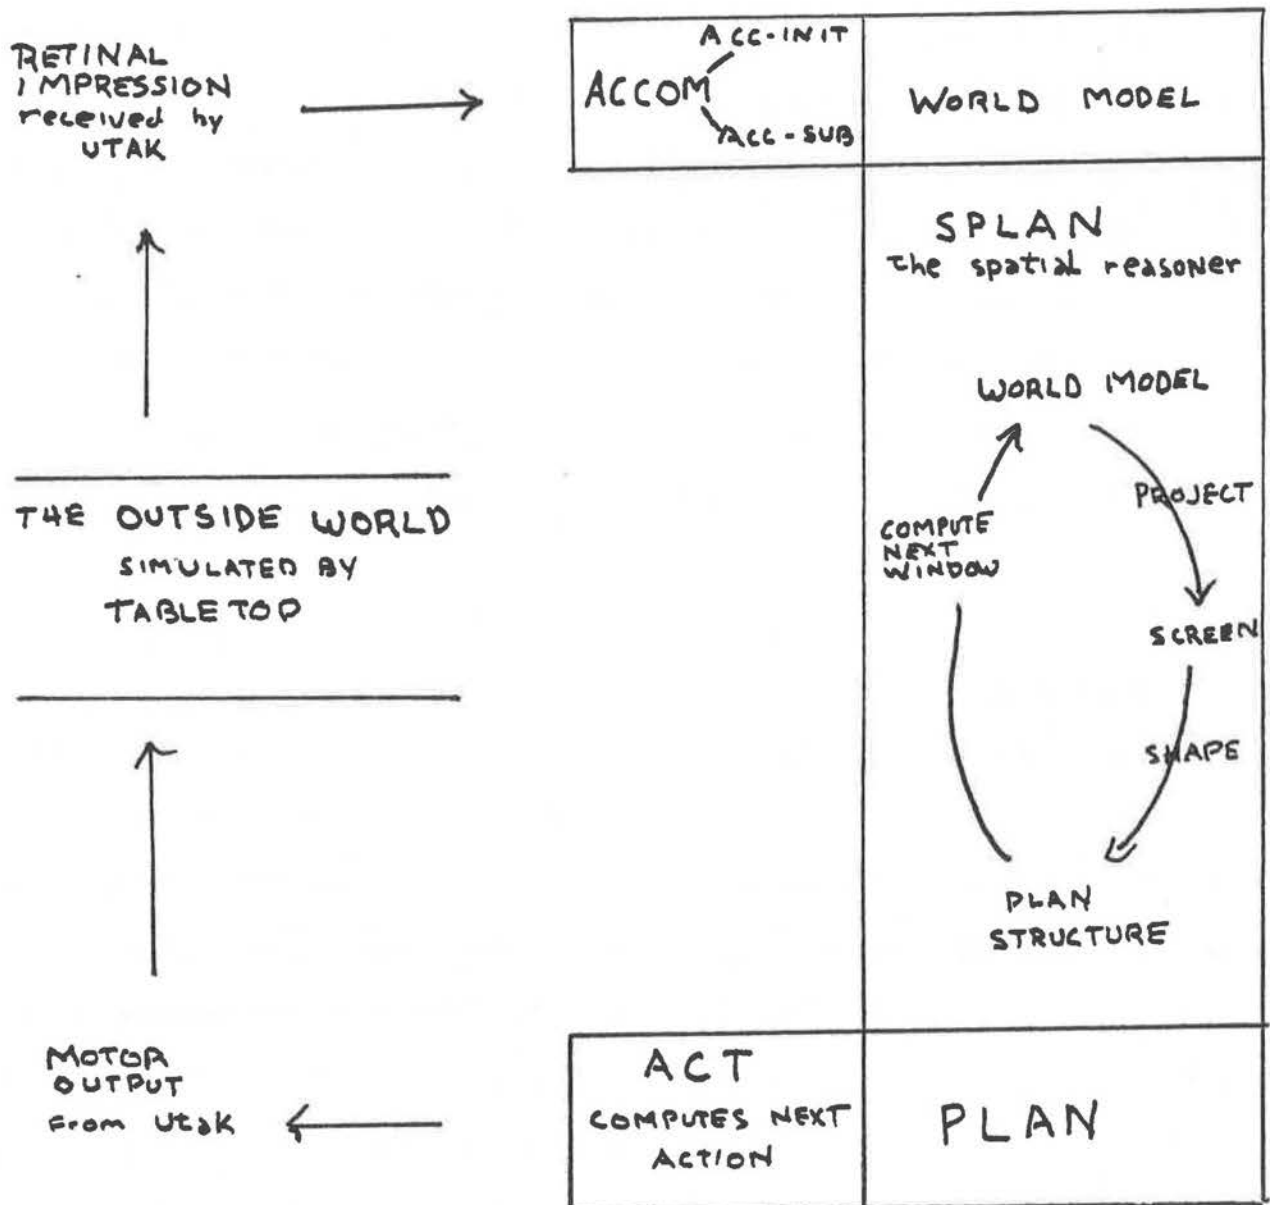 RETINAL
IMPRESSION
received by
UTAK
ACC-INIT
ACCOM
ACC-SUB
WORLD MODEL
SPLAN
the spatial reasoner
WORLD MODEL
PROJECT
COMPUTE
NEXT
WINDOW
SCREEN
SHAPE
PLAN
STRUCTURE
THE OUTSIDE WORLD
SIMULATED BY
TABLETOP
MOTOR
OUTPUT
From Utak
ACT
COMPUTES NEXT
ACTION
PLAN